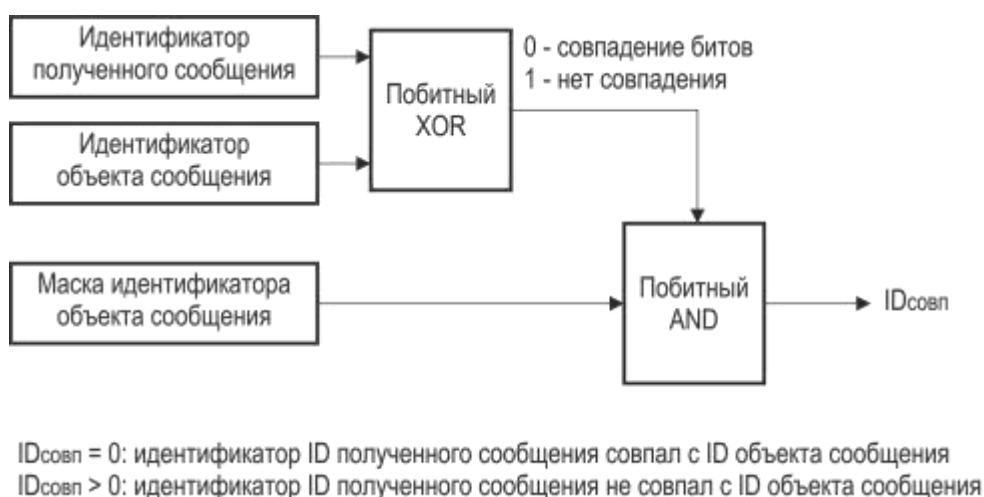 Идентификатор
полученного сообщения
Идентификатор
объекта сообщения
Побитный
XOR
0 - совпадение битов
1 - нет совпадения
Маска идентификатора
объекта сообщения
Побитный
AND
IDсовп
IDсовп = 0: идентификатор ID полученного сообщения совпал с ID объекта сообщения
IDсовп > 0: идентификатор ID полученного сообщения не совпал с ID объекта сообщения